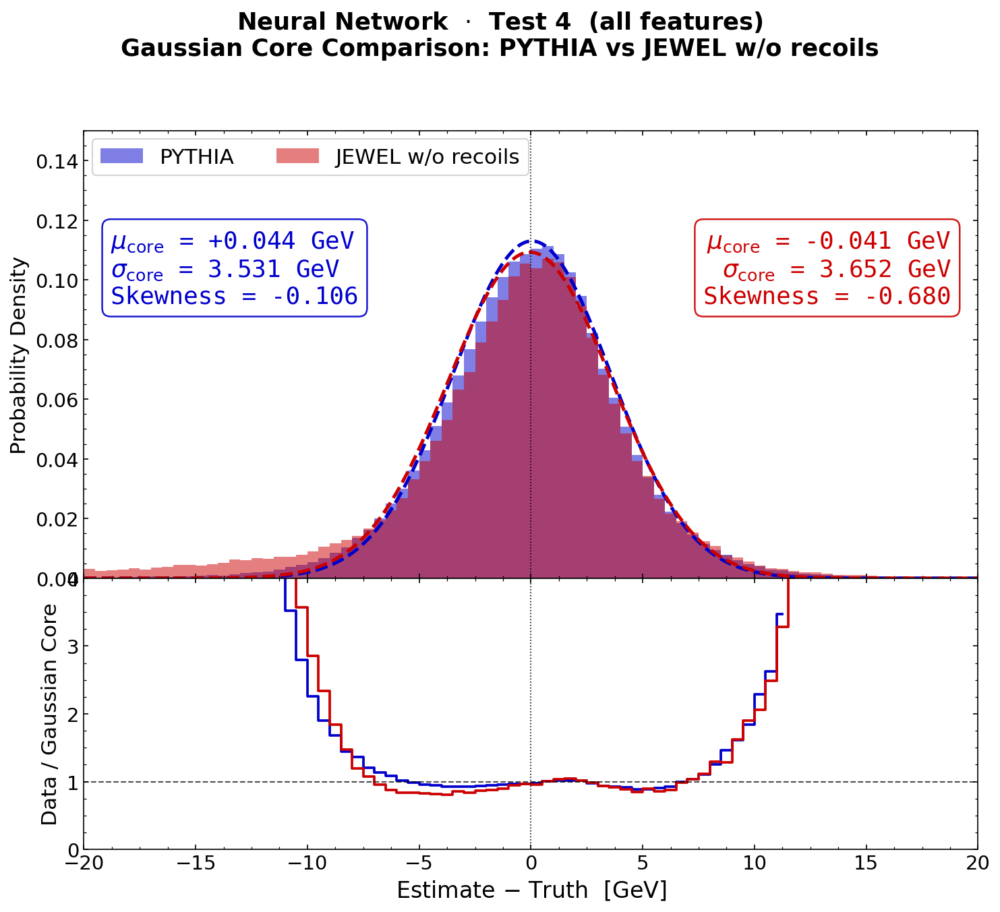 Neural Network · Test 4 (all features)
Gaussian Core Comparison: PYTHIA vs JEWEL w/o recoils
PYTHIA
JEWEL w/o recoils
μcore = +0.044 GeV
σcore = 3.531 GeV
Skewness = -0.106
μcore = -0.041 GeV
σcore = 3.652 GeV
Skewness = -0.680
Probability Density
0.14
0.12
0.10
0.08
0.06
0.04
0.02
0.00
Data / Gaussian Core
4
3
2
1
0
−20 −15 −10 −5 0 5 10 15 20
Estimate − Truth [GeV]